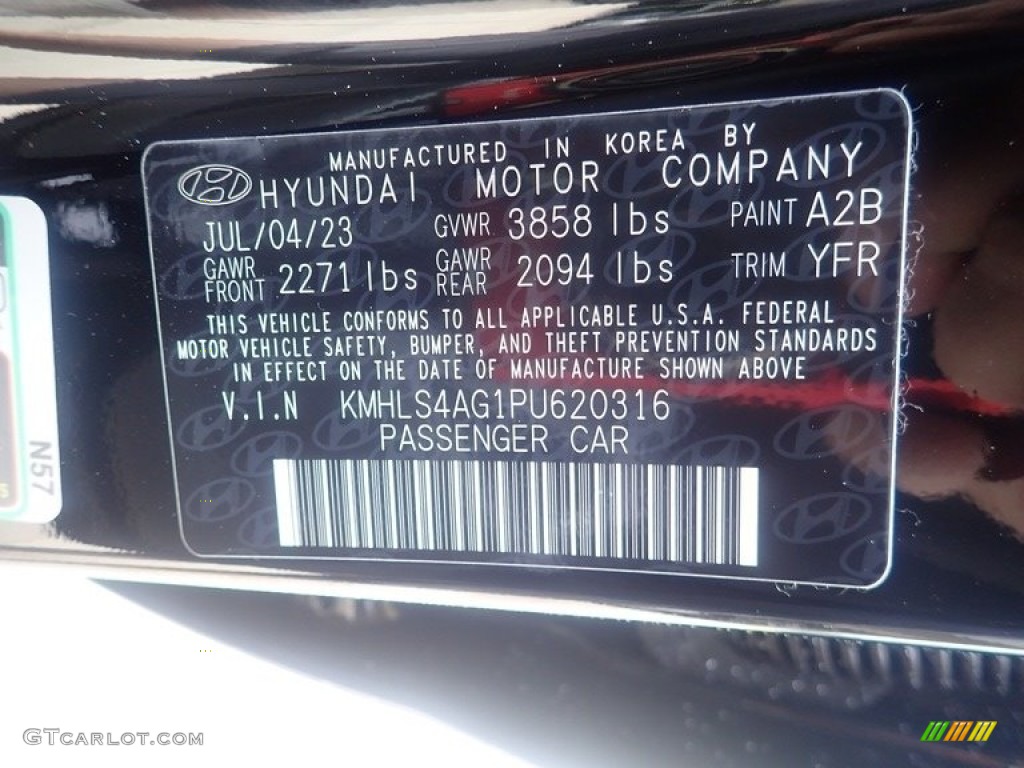 MANUFACTURED IN KOREA BY
HYUNDAI MOTOR COMPANY
JUL/04/23 GVWR 3858 lbs PAINT A2B
GAWR FRONT 2271 lbs GAWR REAR 2094 lbs TRIM YFR
THIS VEHICLE CONFORMS TO ALL APPLICABLE U.S.A. FEDERAL
MOTOR VEHICLE SAFETY, BUMPER, AND THEFT PREVENTION STANDARDS
IN EFFECT ON THE DATE OF MANUFACTURE SHOWN ABOVE
V.I.N KMHLS4AG1PU620316
PASSENGER CAR
N57
GTCARLOT.COM